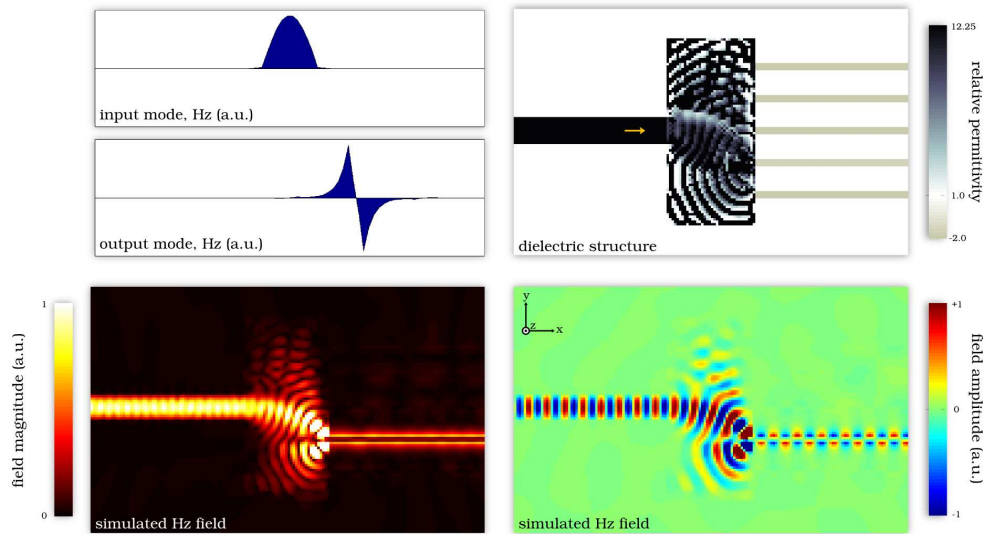 input mode, Hz (a.u.)
output mode, Hz (a.u.)
dielectric structure
12.25
1.0
-2.0
relative permittivity
1
0
field magnitude (a.u.)
simulated Hz field
y
z
x
simulated Hz field
+1
0
-1
field amplitude (a.u.)